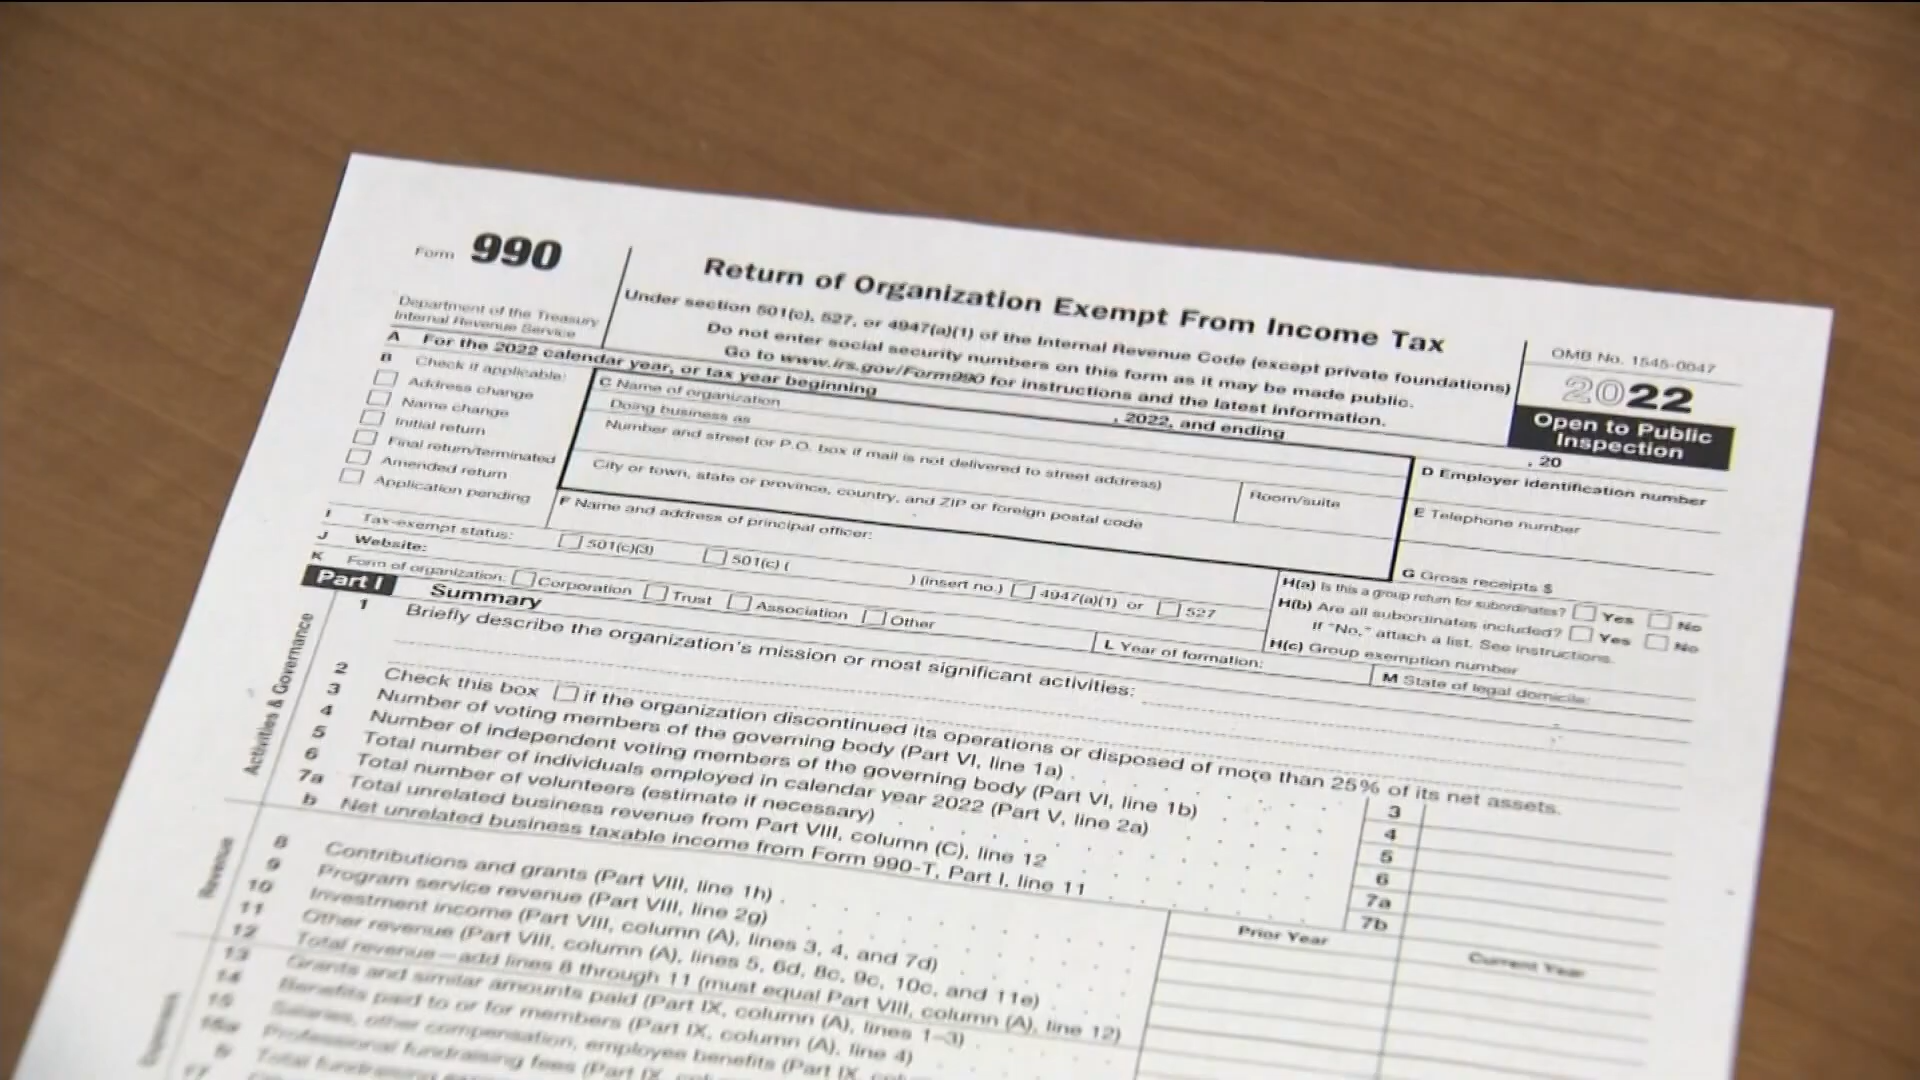 Form 990
Department of the Treasury
Internal Revenue Service
Return of Organization Exempt From Income Tax
Under section 501(c), 527, or 4947(a)(1) of the Internal Revenue Code (except private foundations)
Do not enter social security numbers on this form as it may be made public.
Go to www.irs.gov/Form990 for instructions and the latest information.
OMB No. 1545-0047
2022
Open to Public
Inspection
A For the 2022 calendar year, or tax year beginning , 2022, and ending , 20
B Check if applicable:
Address change
Name change
Initial return
Final return/terminated
Amended return
Application pending
C Name of organization
Doing business as
Number and street (or P.O. box if mail is not delivered to street address)
Room/suite
City or town, state or province, country, and ZIP or foreign postal code
D Employer identification number
E Telephone number
G Gross receipts $
F Name and address of principal officer:
H(a) Is this a group return for subordinates? Yes No
H(b) Are all subordinates included? Yes No
If "No," attach a list. See instructions.
H(c) Group exemption number
I Tax-exempt status: 501(c)(3) 501(c) ( ) (insert no.) 4947(a)(1) or 527
J Website:
K Form of organization: Corporation Trust Association Other
L Year of formation:
M State of legal domicile:
Part I Summary
Activities & Governance
1 Briefly describe the organization's mission or most significant activities:
2 Check this box if the organization discontinued its operations or disposed of more than 25% of its net assets.
3 Number of voting members of the governing body (Part VI, line 1a) 3
4 Number of independent voting members of the governing body (Part VI, line 1b) 4
5 Total number of individuals employed in calendar year 2022 (Part V, line 2a) 5
6 Total number of volunteers (estimate if necessary) 6
7a Total unrelated business revenue from Part VIII, column (C), line 12 7a
b Net unrelated business taxable income from Form 990-T, Part I, line 11 7b
Prior Year Current Year
Revenue
8 Contributions and grants (Part VIII, line 1h)
9 Program service revenue (Part VIII, line 2g)
10 Investment income (Part VIII, column (A), lines 3, 4, and 7d)
11 Other revenue (Part VIII, column (A), lines 5, 6d, 8c, 9c, 10c, and 11e)
12 Total revenue—add lines 8 through 11 (must equal Part VIII, column (A), line 12)
Expenses
13 Grants and similar amounts paid (Part IX, column (A), lines 1–3)
14 Benefits paid to or for members (Part IX, column (A), line 4)
15 Salaries, other compensation, employee benefits (Part IX,
16a Professional fundraising fees (Part IX,
b Total fundraising
17